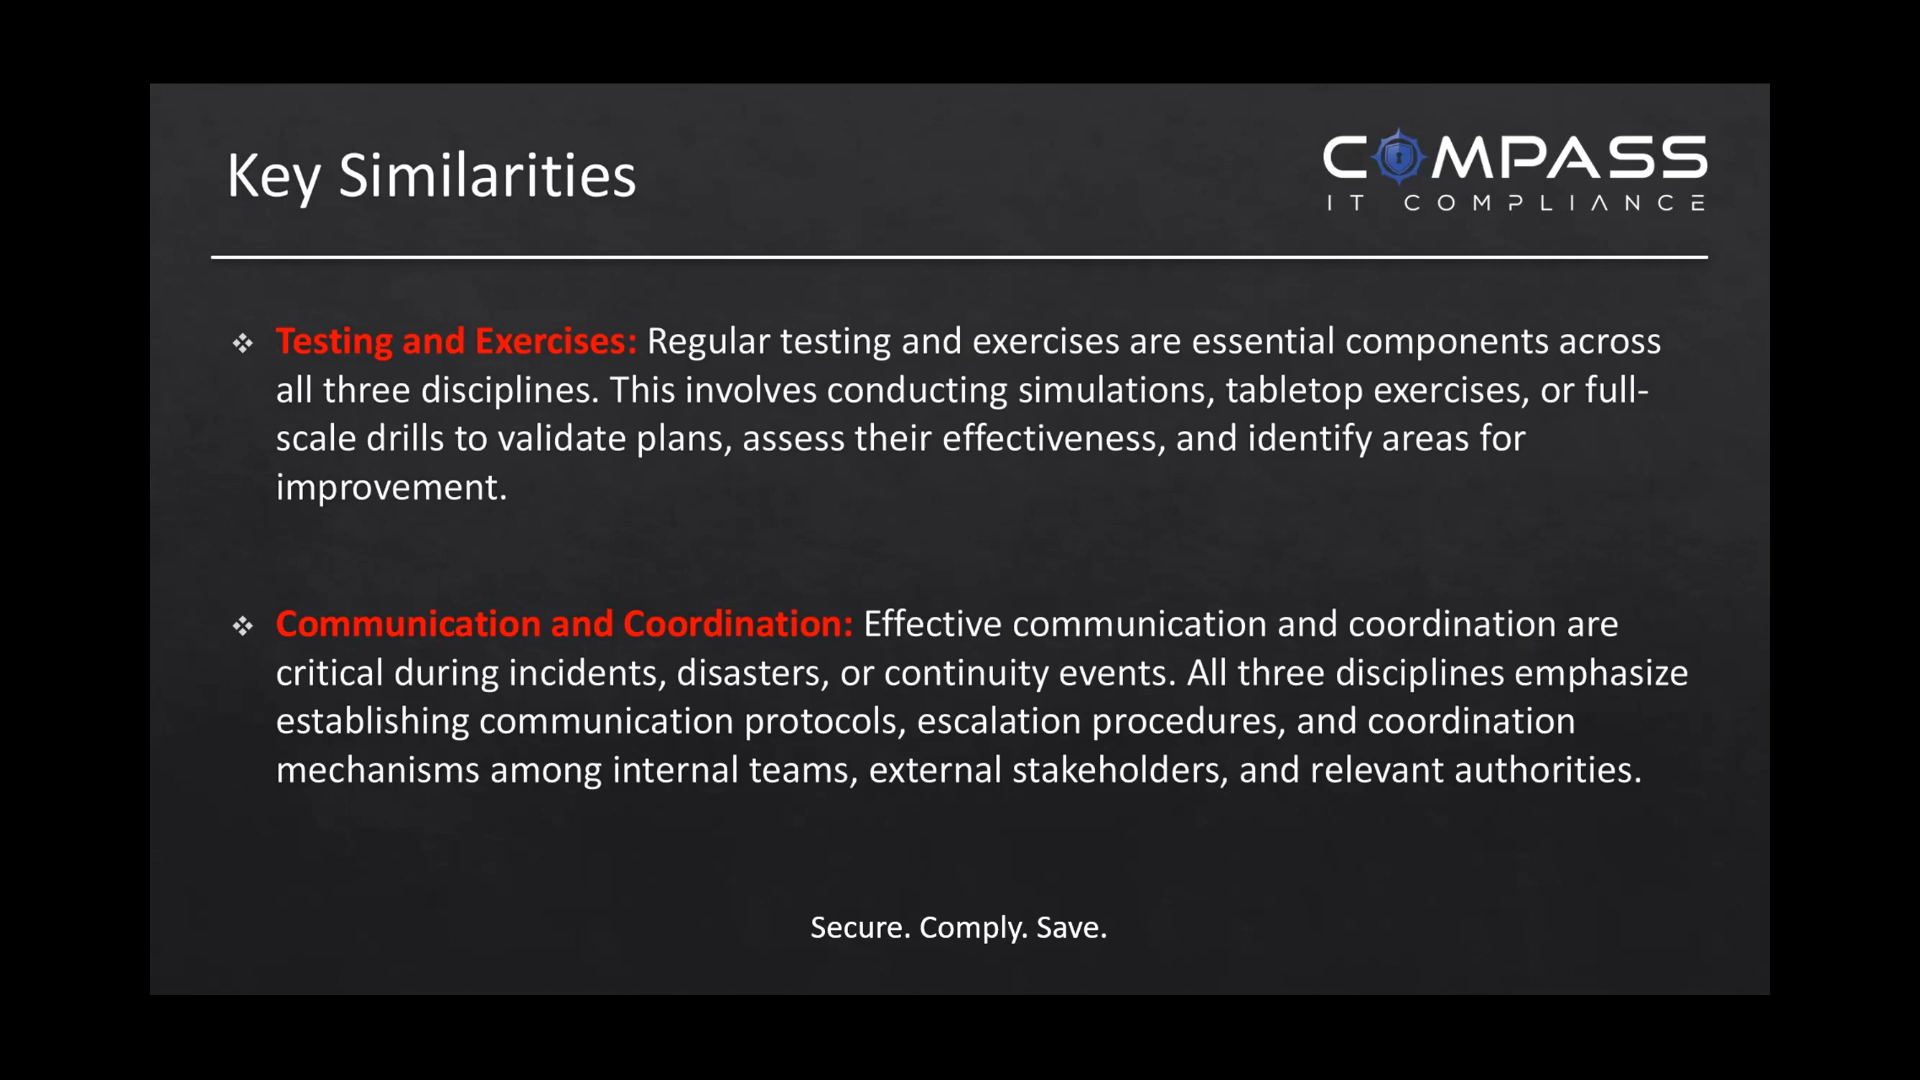 Key Similarities
COMPASS
IT COMPLIANCE
❖ Testing and Exercises: Regular testing and exercises are essential components across
all three disciplines. This involves conducting simulations, tabletop exercises, or full-
scale drills to validate plans, assess their effectiveness, and identify areas for
improvement.
❖ Communication and Coordination: Effective communication and coordination are
critical during incidents, disasters, or continuity events. All three disciplines emphasize
establishing communication protocols, escalation procedures, and coordination
mechanisms among internal teams, external stakeholders, and relevant authorities.
Secure. Comply. Save.